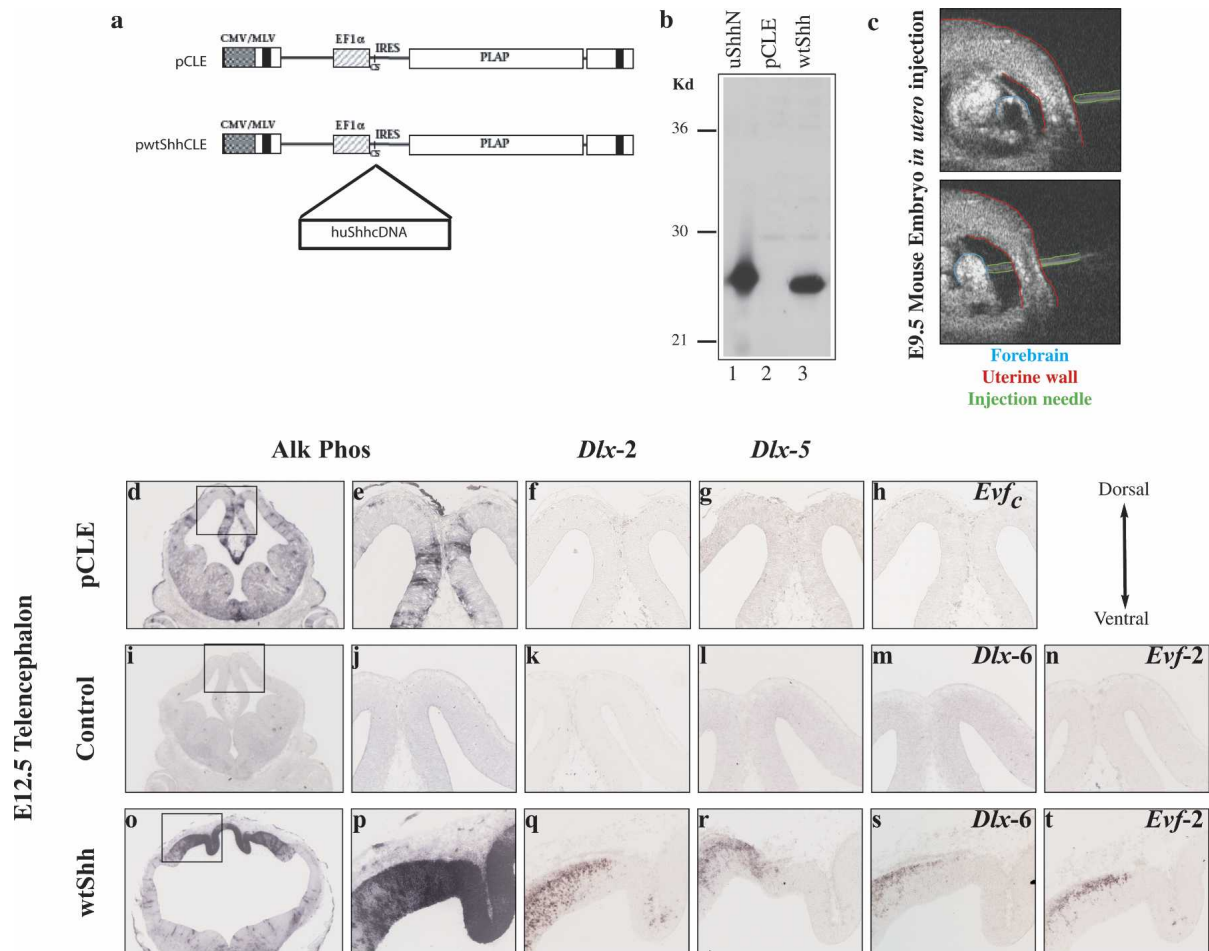 a
CMV/MLV EF1α IRES
pCLE
CS
PLAP
CMV/MLV EF1α IRES
pwtShhCLE
CS
PLAP
huShhcDNA
b
uShhN
pCLE
wtShh
Kd
36
30
21
1 2 3
c
E9.5 Mouse Embryo in utero injection
Forebrain
Uterine wall
Injection needle
Alk Phos Dlx-2 Dlx-5
E12.5 Telencephalon
pCLE
d e f g h Evfc
Dorsal
Ventral
Control
i j k l m Dlx-6 n Evf-2
wtShh
o p q r s Dlx-6 t Evf-2